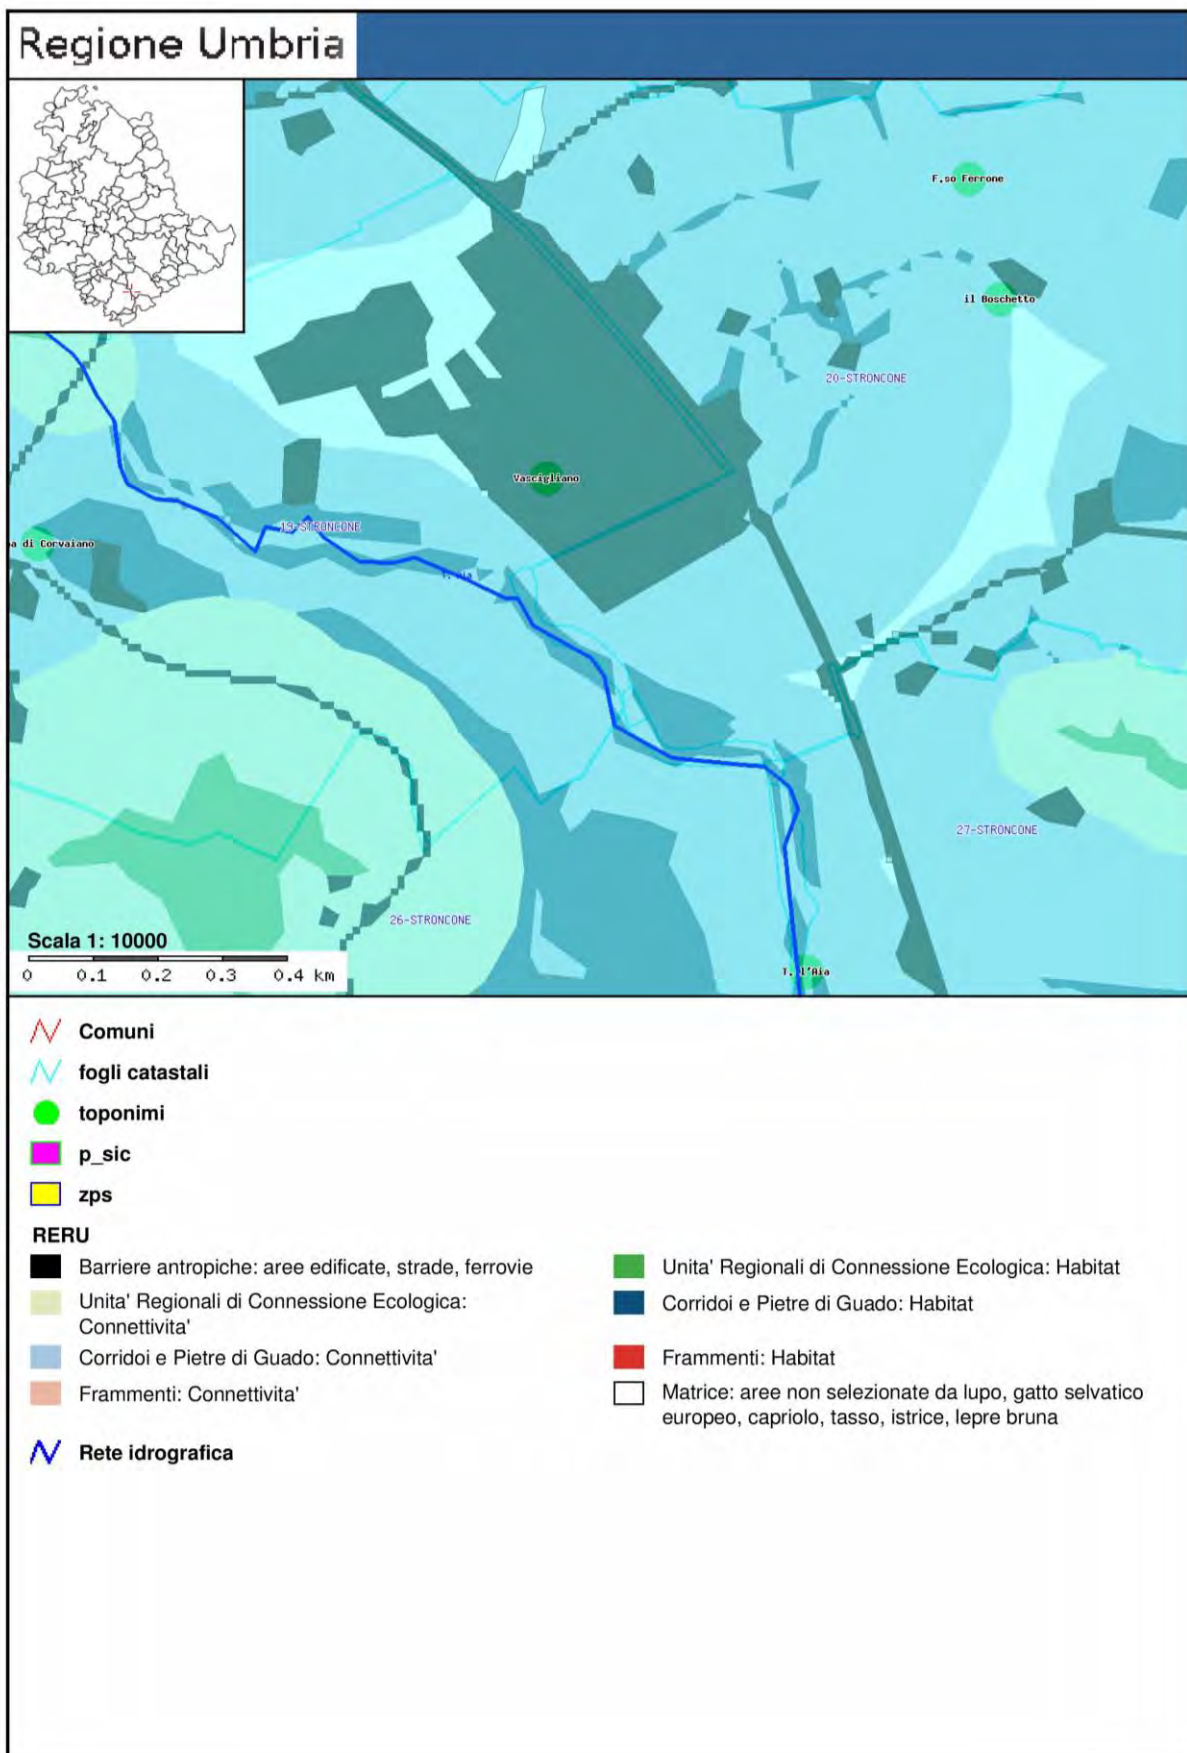 Regione Umbria
F.so Ferrone
il Boschetto
20-STRONCONE
Vascigliano
19-STRONCONE
a di Corvaiano
T. Aia
27-STRONCONE
26-STRONCONE
T. l'Aia
Scala 1: 10000
0 0.1 0.2 0.3 0.4 km
Comuni
fogli catastali
toponimi
p_sic
zps
RERU
Barriere antropiche: aree edificate, strade, ferrovie
Unita' Regionali di Connessione Ecologica:
Connettivita'
Corridoi e Pietre di Guado: Connettivita'
Frammenti: Connettivita'
Rete idrografica
Unita' Regionali di Connessione Ecologica: Habitat
Corridoi e Pietre di Guado: Habitat
Frammenti: Habitat
Matrice: aree non selezionate da lupo, gatto selvatico
europeo, capriolo, tasso, istrice, lepre bruna